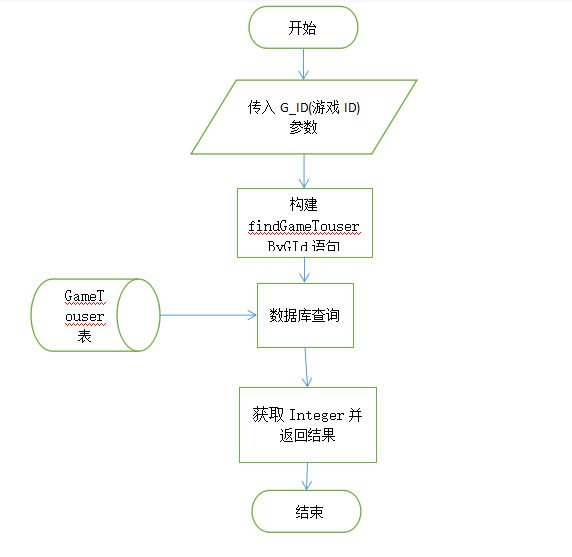 开始
传入 G_ID(游戏 ID)
参数
构建
findGameTouser
ByGId 语句
GameT
ouser
表
数据库查询
获取 Integer 并
返回结果
结束